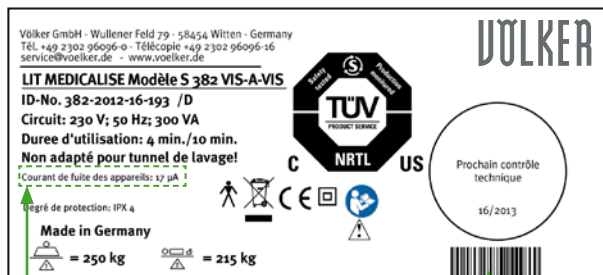 Völker GmbH - Wullener Feld 79 - 58454 Witten - Germany
Tél. +49 2302 96096-0 - Télécopie +49 2302 96096-16
service@voelker.de - www.voelker.de
VÖLKER
LIT MEDICALISE Modèle S 382 VIS-A-VIS
ID-No. 382-2012-16-193 /D
Circuit: 230 V; 50 Hz; 300 VA
Duree d'utilisation: 4 min./10 min.
Non adapté pour tunnel de lavage!
Courant de fuite des appareils: 17 µA
Degré de protection: IPX 4
Made in Germany
= 250 kg
= 215 kg
Safety tested
S
Production monitored
TÜV
PRODUCT SERVICE
C NRTL US
CE
Prochain contrôle
technique
16/2013